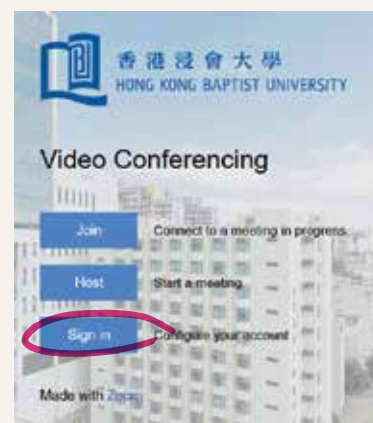 香港浸會大學
HONG KONG BAPTIST UNIVERSITY
Video Conferencing
Join Connect to a meeting in progress
Host Start a meeting
Sign in Configure your account
Made with Zoom